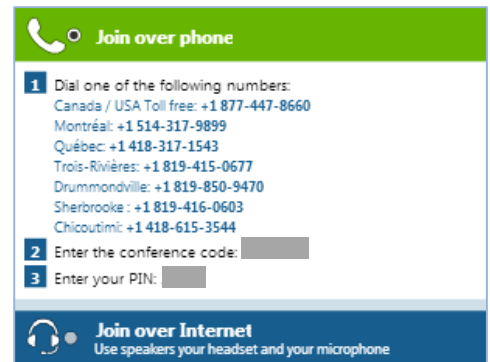 Join over phone
1 Dial one of the following numbers:
Canada / USA Toll free: +1 877-447-8660
Montréal: +1 514-317-9899
Québec: +1 418-317-1543
Trois-Rivières: +1 819-415-0677
Drummondville: +1 819-850-9470
Sherbrooke : +1 819-416-0603
Chicoutimi: +1 418-615-3544
2 Enter the conference code:
3 Enter your PIN:
Join over Internet
Use speakers your headset and your microphone